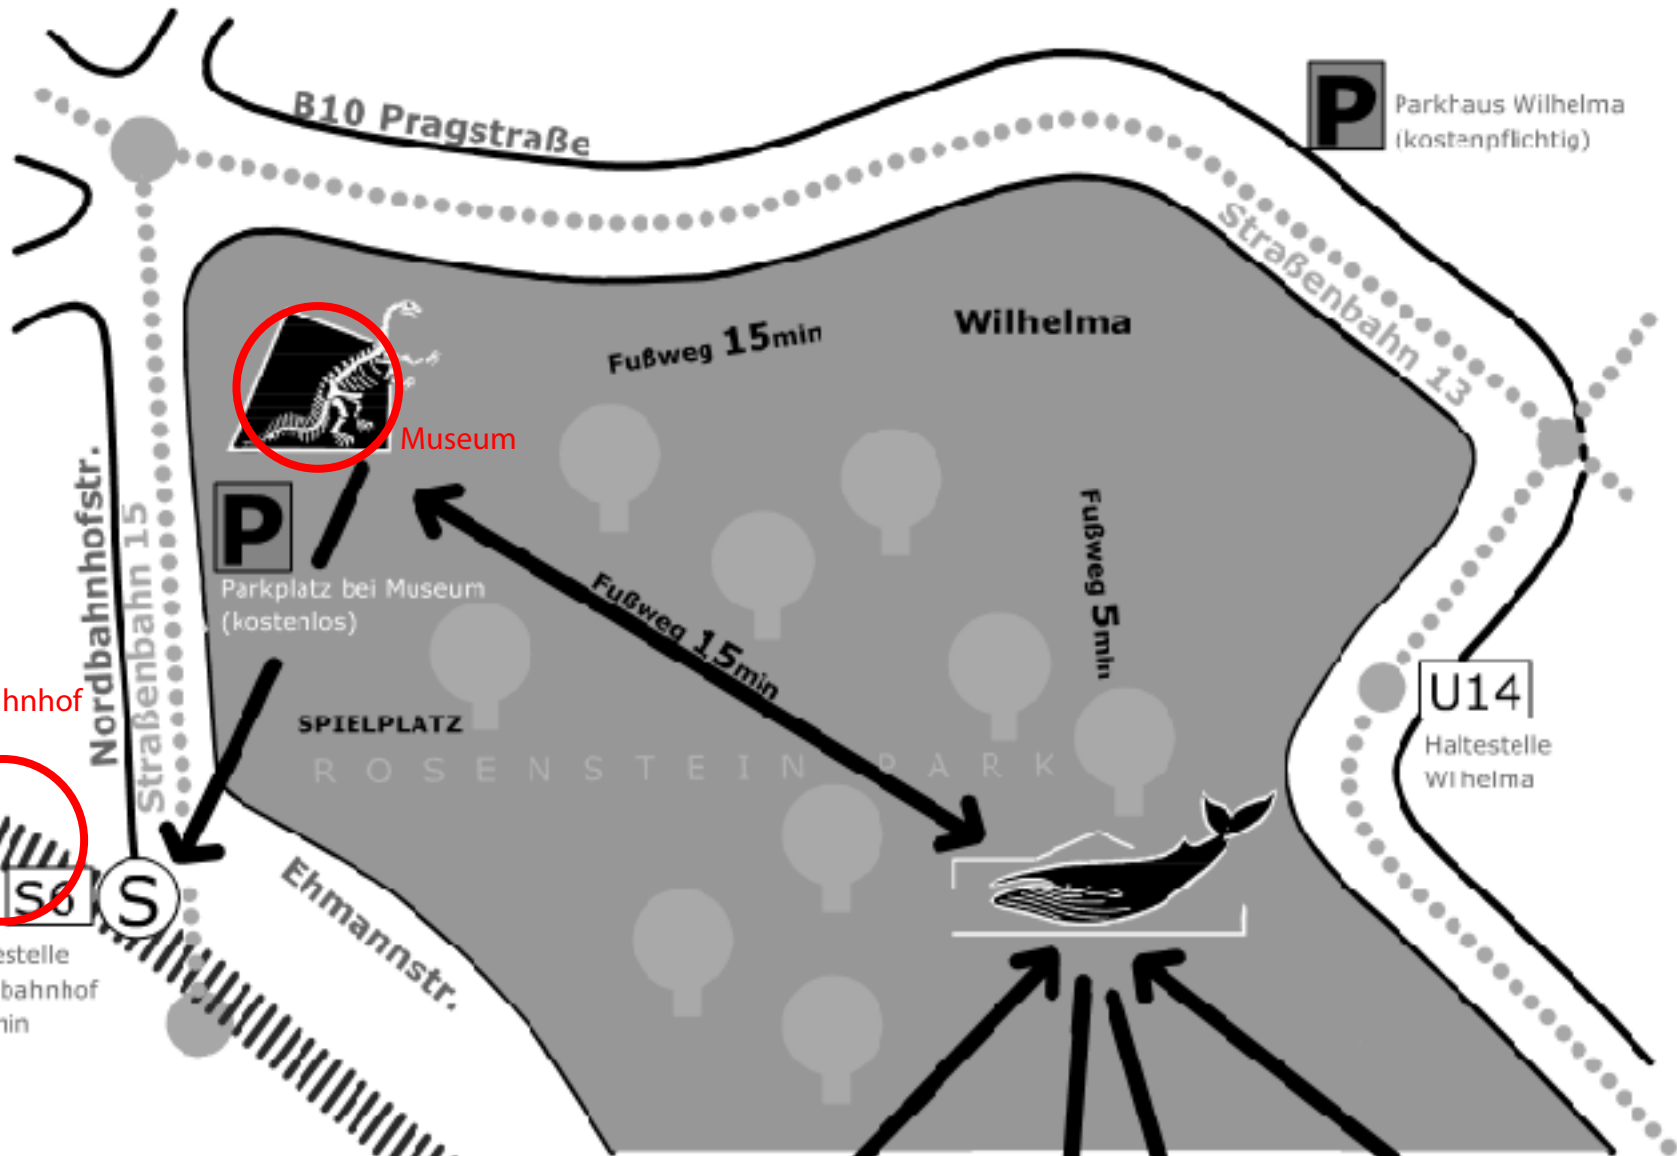 B10 Pragstraße
P
Parkhaus Wilhelma
(kostenpflichtig)
Straßenbahn 13
Wilhelma
Fußweg 15min
Museum
Nordbahnhofstr.
Straßenbahn 15
P
Parkplatz bei Museum
(kostenlos)
Fußweg 15min
Fußweg 5min
hnhof
SPIELPLATZ
ROSENSTEIN PARK
U14
Haltestelle
Wilhelma
S6
S
estelle
bahnhof
min
Ehmannstr.